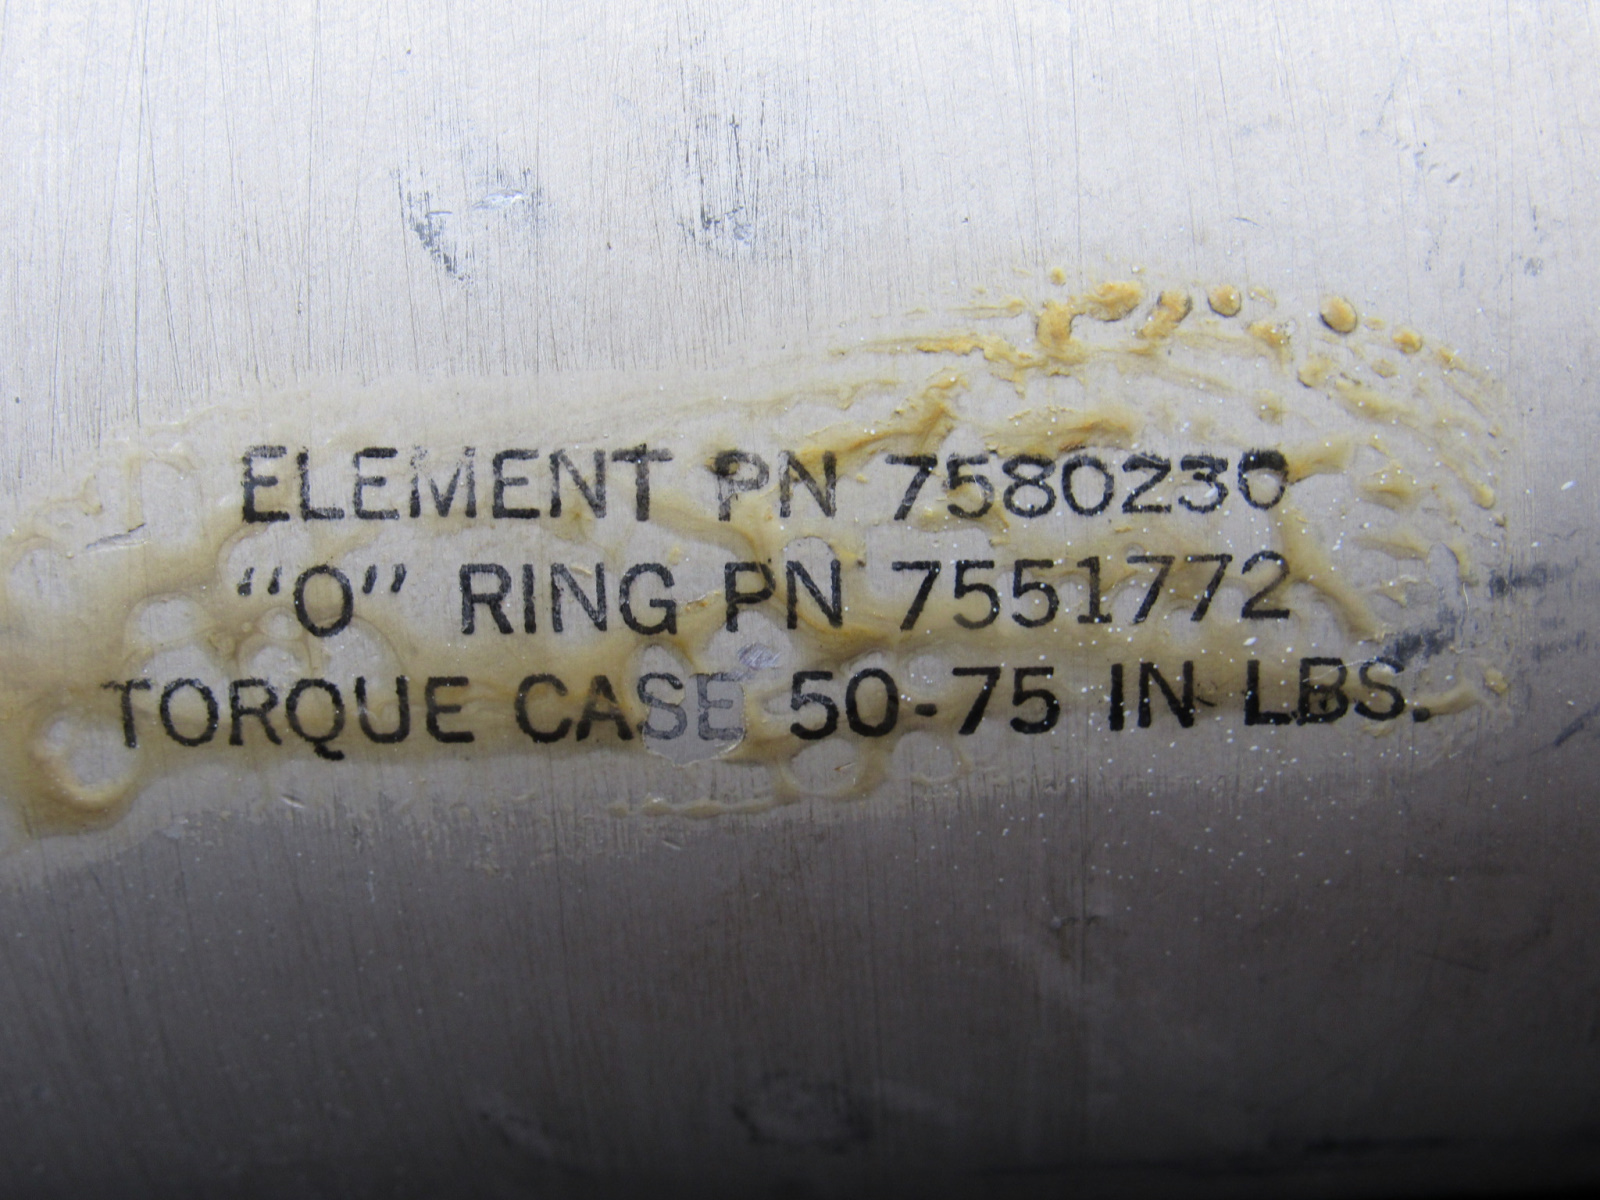 ELEMENT PN 7580230
“O” RING PN 7551772
TORQUE CASE 50-75 IN LBS.